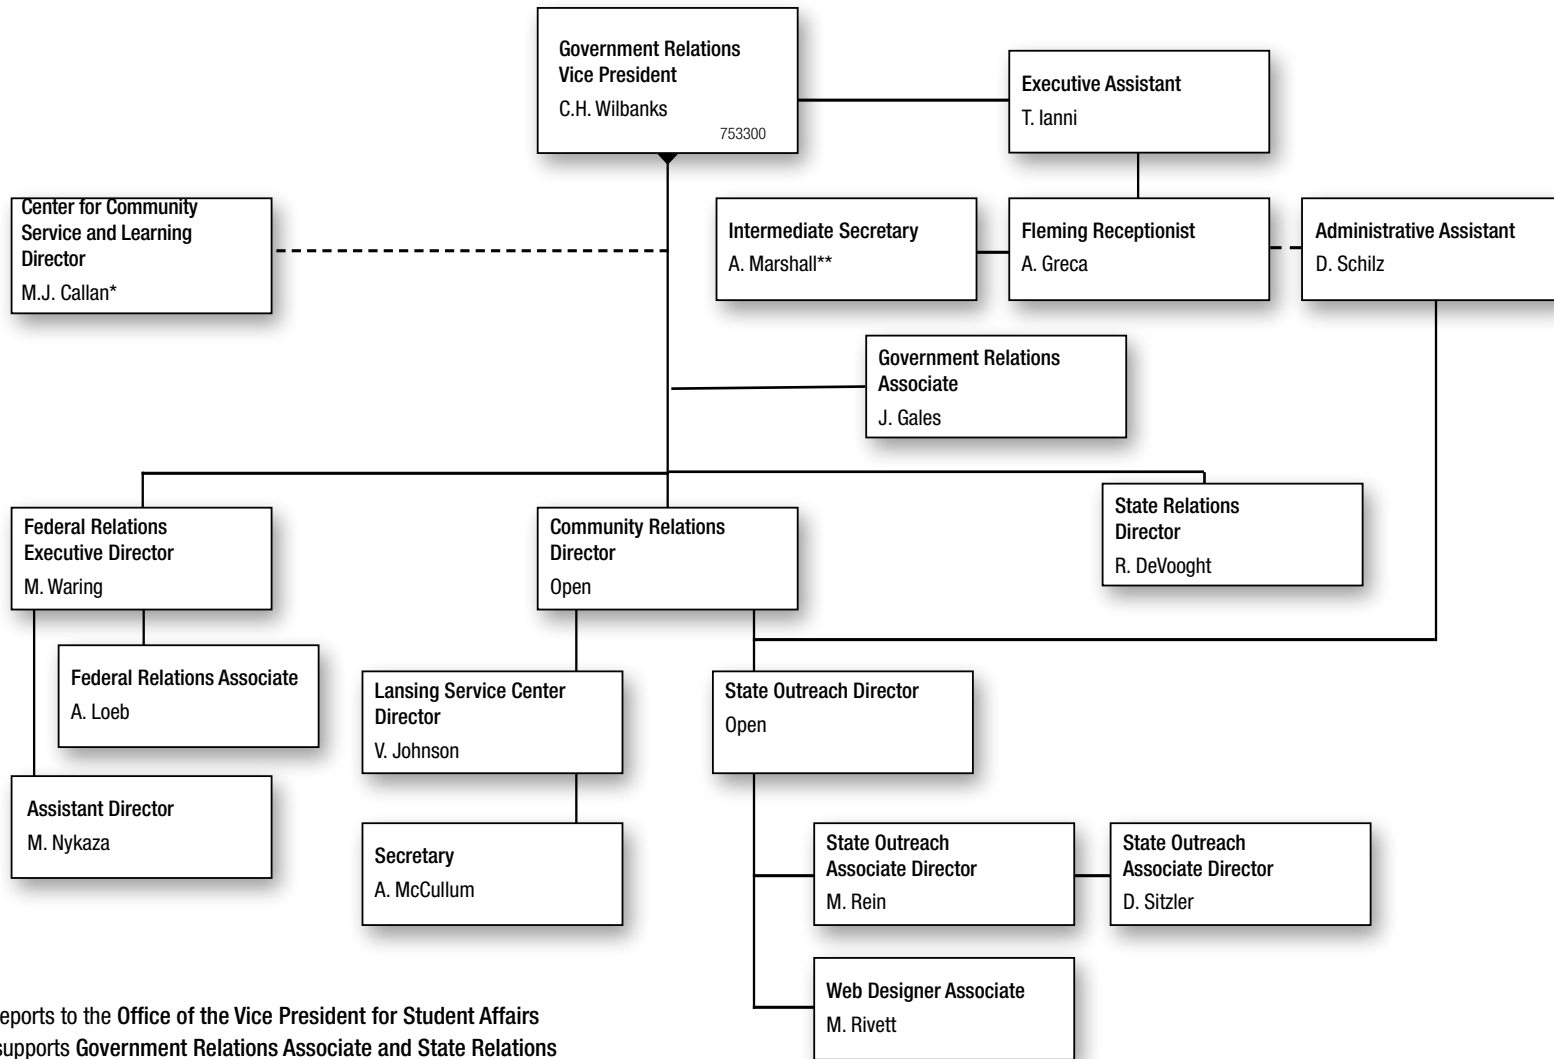 Government Relations
Vice President
C.H. Wilbanks
753300
Executive Assistant
T. Ianni
Center for Community
Service and Learning
Director
M.J. Callan*
Intermediate Secretary
A. Marshall**
Fleming Receptionist
A. Greca
Administrative Assistant
D. Schilz
Government Relations
Associate
J. Gales
Federal Relations
Executive Director
M. Waring
Community Relations
Director
Open
State Relations
Director
R. DeVooght
Federal Relations Associate
A. Loeb
Lansing Service Center
Director
V. Johnson
State Outreach Director
Open
Assistant Director
M. Nykaza
Secretary
A. McCullum
State Outreach
Associate Director
M. Rein
State Outreach
Associate Director
D. Sitzler
Web Designer Associate
M. Rivett
eports to the Office of the Vice President for Student Affairs
supports Government Relations Associate and State Relations